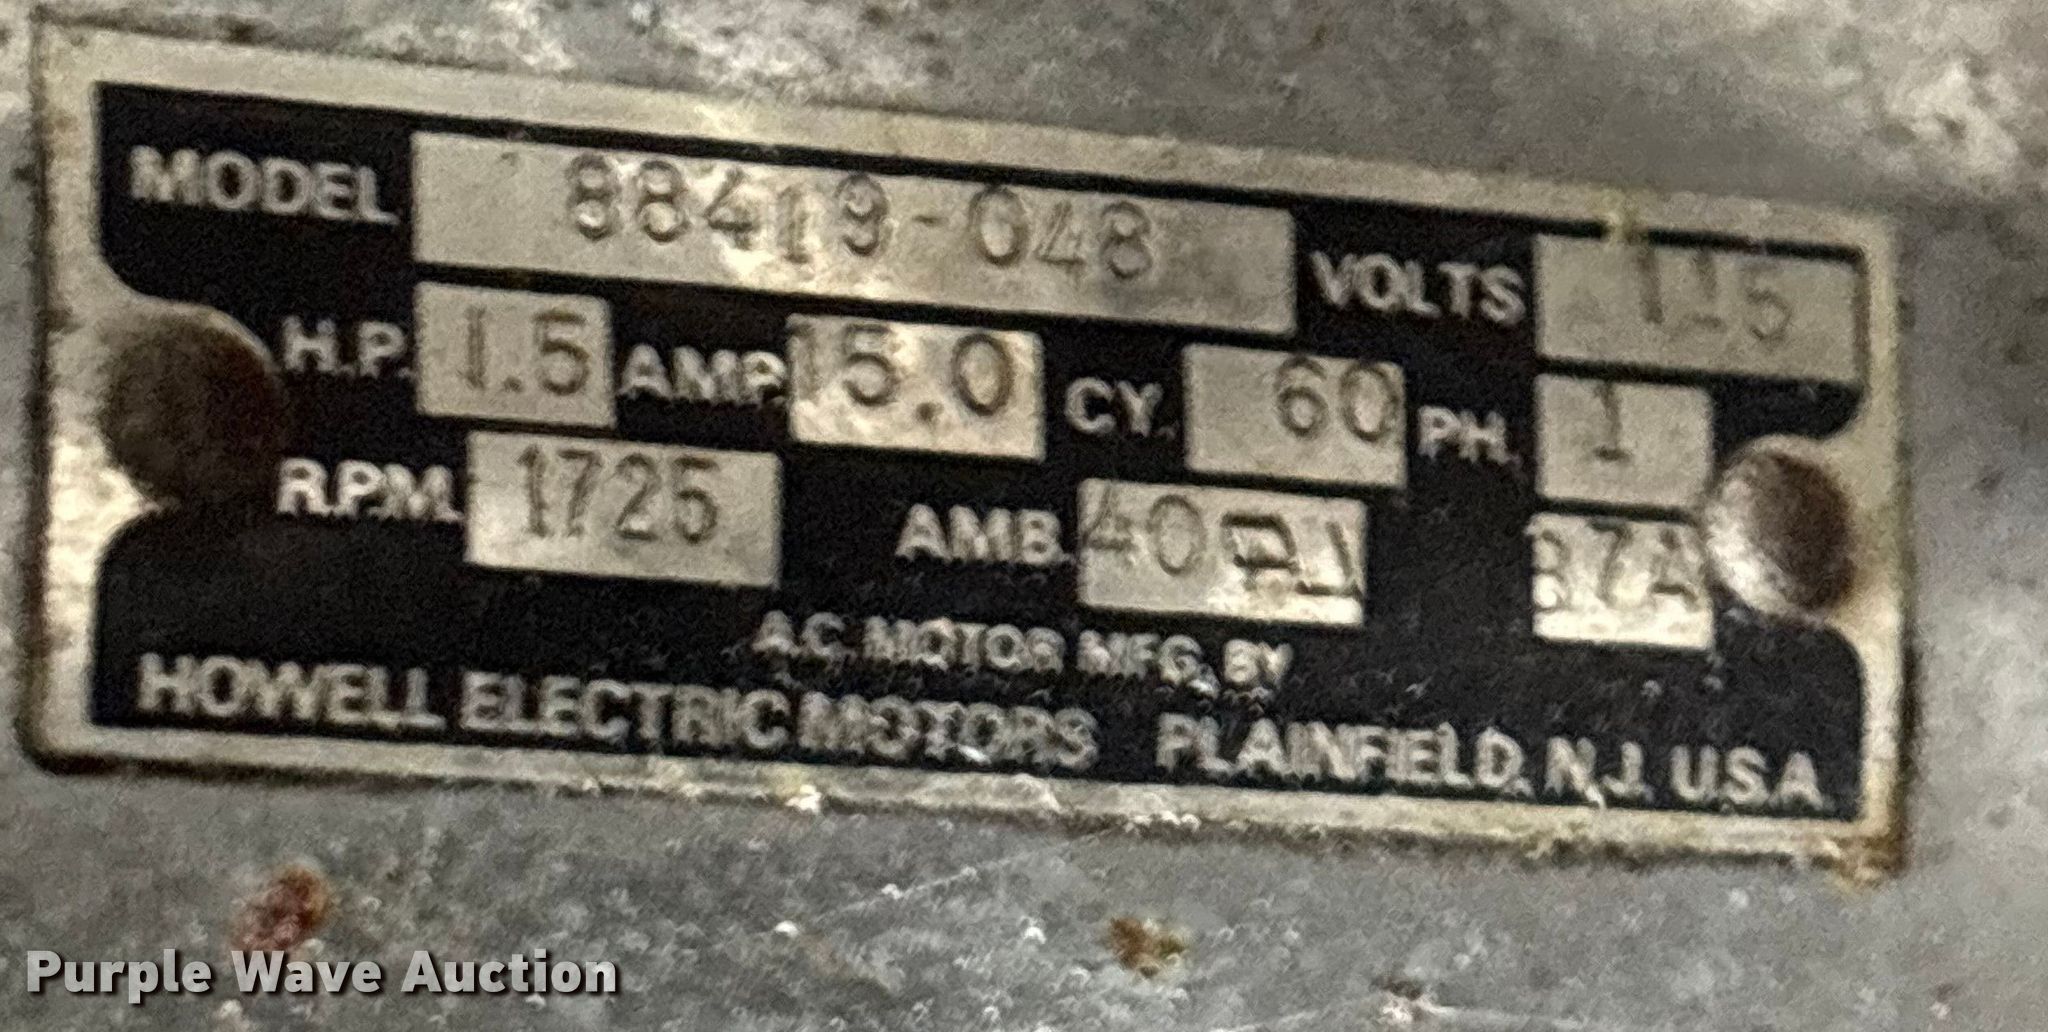 MODEL 88419-048 VOLTS 115
H.P. 1.5 AMP. 15.0 CY. 60 PH. 1
R.P.M. 1725 AMB. 40 37A
A.C. MOTOR MFG. BY
HOWELL ELECTRIC MOTORS PLAINFIELD, N.J. U.S.A.
Purple Wave Auction